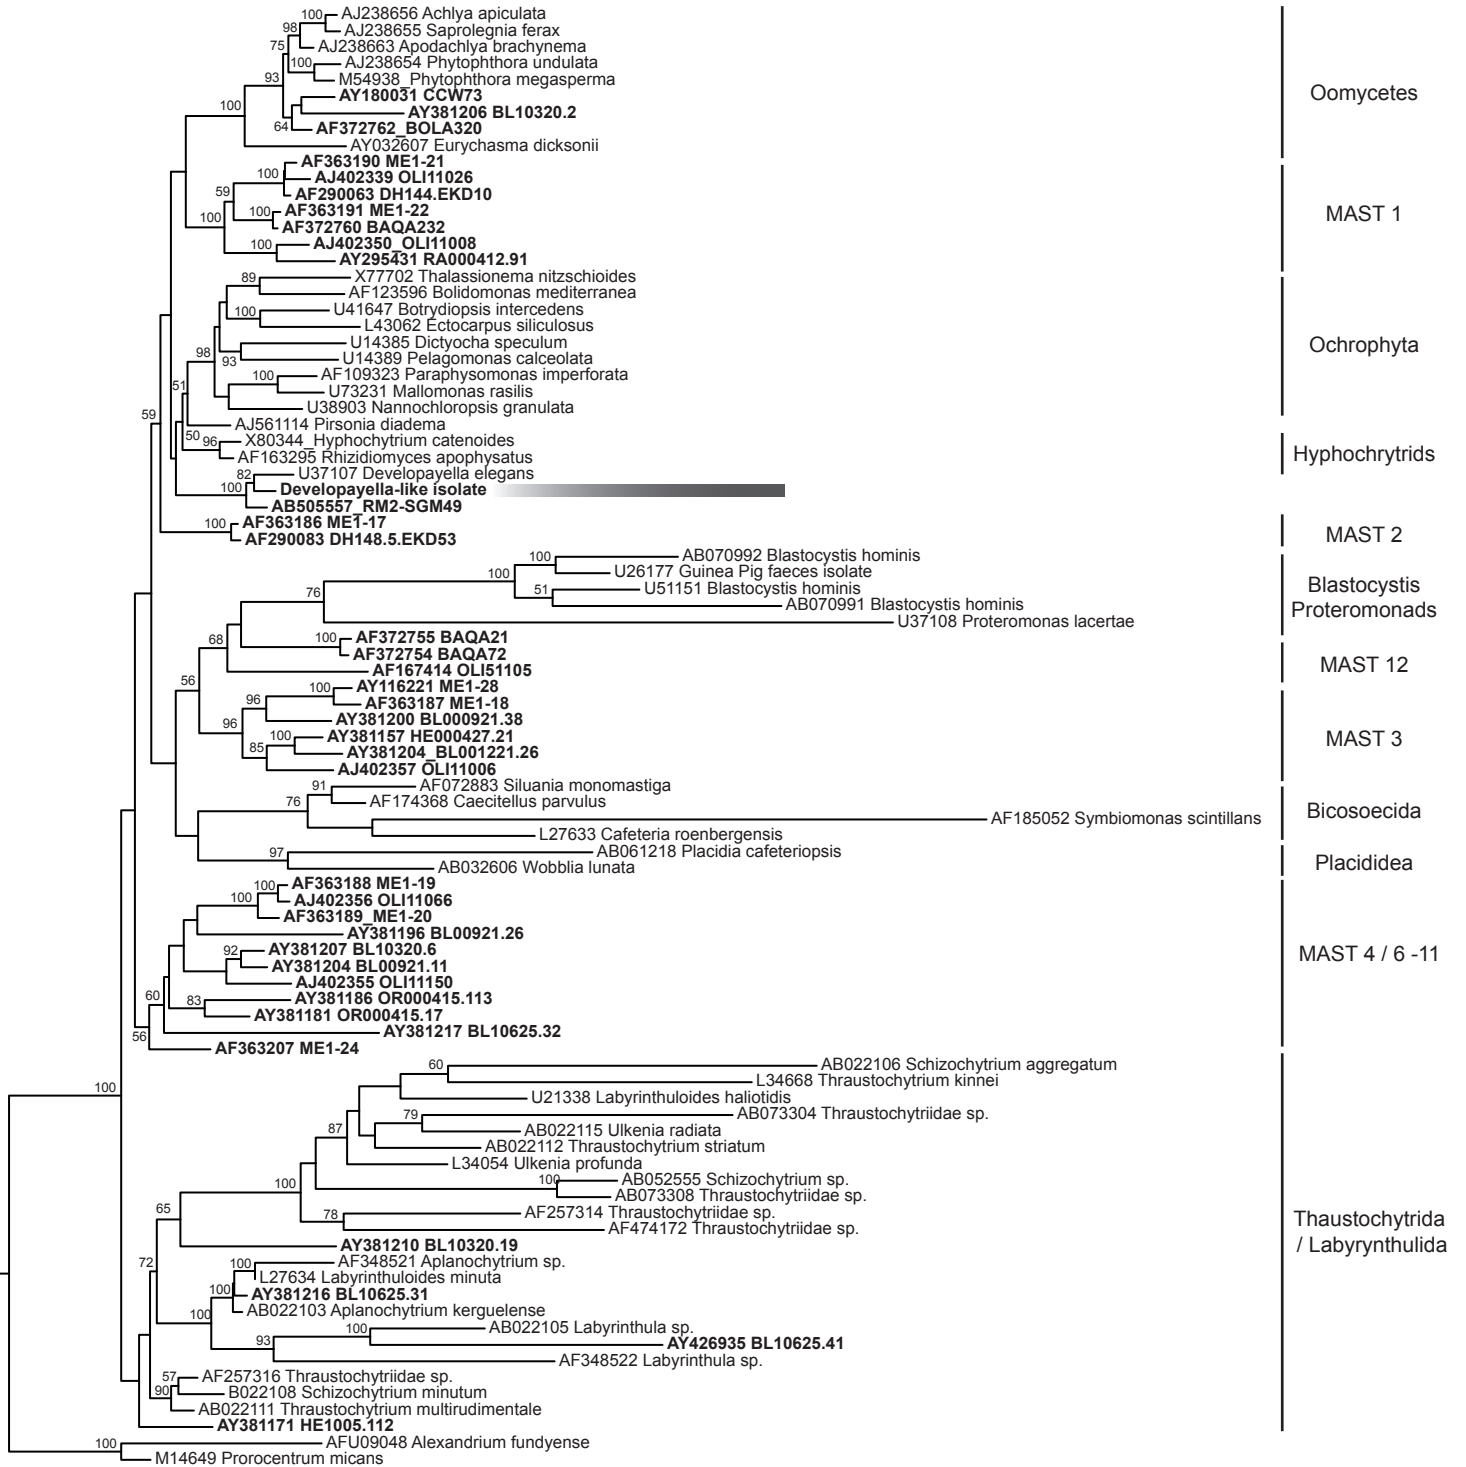 100 AJ238656 Achlya apiculata
98 AJ238655 Saprolegnia ferax
75 AJ238663 Apodachlya brachynema
100 AJ238654 Phytophthora undulata
93 M54938_Phytophthora megasperma
AY180031 CCW73
Oomycetes
100 AY381206 BL10320.2
64 AF372762_BOLA320
AY032607 Eurychasma dicksonii
AF363190 ME1-21
100 AJ402339 OLI11026
59 AF290063 DH144.EKD10
100 AF363191 ME1-22
MAST 1
100 AF372760 BAQA232
100 AJ402350_OLI11008
AY295431 RA000412.91
89 X77702 Thalassionema nitzschioides
AF123596 Bolidomonas mediterranea
100 U41647 Botrydiopsis intercedens
L43062 Ectocarpus siliculosus
U14385 Dictyocha speculum
Ochrophyta
98 93 U14389 Pelagomonas calceolata
100 AF109323 Paraphysomonas imperforata
51 U73231 Mallomonas rasilis
U38903 Nannochloropsis granulata
59 AJ561114 Pirsonia diadema
50 96 X80344_Hyphochytrium catenoides
Hyphochrytrids
AF163295 Rhizidiomyces apophysatus
82 U37107 Developayella elegans
100 Developayella-like isolate
AB505557_RM2-SGM49
100 AF363186 ME1-17
MAST 2
AF290083 DH148.5.EKD53
100 AB070992 Blastocystis hominis
100 U26177 Guinea Pig faeces isolate
Blastocystis
76 51 U51151 Blastocystis hominis
AB070991 Blastocystis hominis
Proteromonads
U37108 Proteromonas lacertae
68 100 AF372755 BAQA21
AF372754 BAQA72
MAST 12
AF167414 OLI51105
56 100 AY116221 ME1-28
96 AF363187 ME1-18
96 AY381200 BL000921.38
100 AY381157 HE000427.21
MAST 3
85 AY381204_BL001221.26
AJ402357 OLI11006
91 AF072883 Siluania monomastiga
76 AF174368 Caecitellus parvulus
Bicosoecida
AF185052 Symbiomonas scintillans
L27633 Cafeteria roenbergensis
97 AB061218 Placidia cafeteriopsis
Placididea
AB032606 Wobblia lunata
100 AF363188 ME1-19
100 AJ402356 OLI11066
AF363189_ME1-20
AY381196 BL00921.26
92 AY381207 BL10320.6
MAST 4 / 6 -11
AY381204 BL00921.11
AJ402355 OLI11150
60 83 AY381186 OR000415.113
AY381181 OR000415.17
56 AY381217 BL10625.32
AF363207 ME1-24
60 AB022106 Schizochytrium aggregatum
100 L34668 Thraustochytrium kinnei
U21338 Labyrinthuloides haliotidis
79 AB073304 Thraustochytriidae sp.
87 AB022115 Ulkenia radiata
AB022112 Thraustochytrium striatum
L34054 Ulkenia profunda
100 100 AB052555 Schizochytrium sp.
AB073308 Thraustochytriidae sp.
65 78 AF257314 Thraustochytriidae sp.
Thaustochytrida
AF474172 Thraustochytriidae sp.
/ Labyrynthulida
AY381210 BL10320.19
72 100 AF348521 Aplanochytrium sp.
L27634 Labyrinthuloides minuta
100 AY381216 BL10625.31
100 AB022103 Aplanochytrium kerguelense
100 AB022105 Labyrinthula sp.
93 AY426935 BL10625.41
AF348522 Labyrinthula sp.
57 AF257316 Thraustochytriidae sp.
90 B022108 Schizochytrium minutum
AB022111 Thraustochytrium multirudimentale
AY381171 HE1005.112
100 AFU09048 Alexandrium fundyense
M14649 Prorocentrum micans